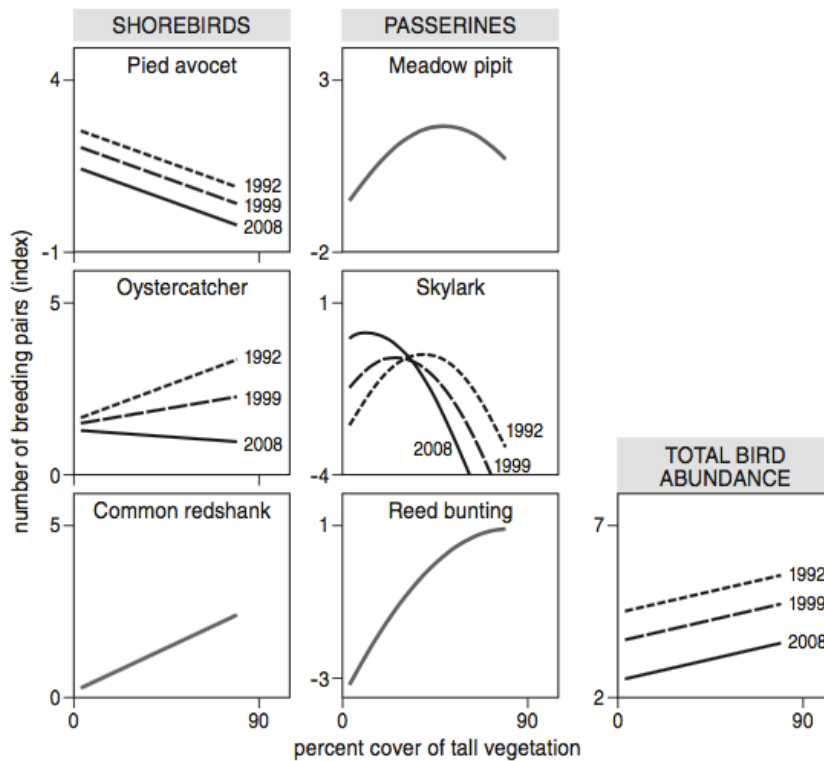 SHOREBIRDS
PASSERINES
Pied avocet
4
-1
1992
1999
2008
Meadow pipit
3
-2
number of breeding pairs (index)
Oystercatcher
5
0
1992
1999
2008
Skylark
1
-4
2008
1999
1992
Common redshank
5
0
0
90
Reed bunting
1
-3
0
90
TOTAL BIRD
ABUNDANCE
7
2
1992
1999
2008
0
90
percent cover of tall vegetation